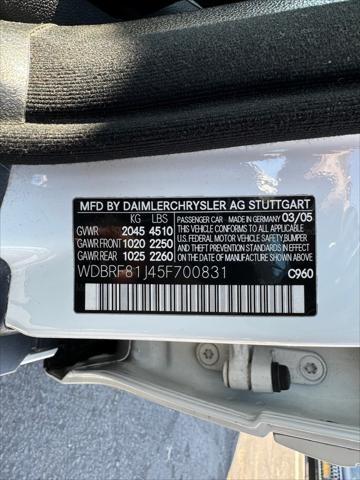 MFD BY DAIMLERCHRYSLER AG STUTTGART
KG LBS PASSENGER CAR MADE IN GERMANY 03/05
GVWR 2045 4510 THIS VEHICLE CONFORMS TO ALL APPLICABLE
GAWR FRONT 1020 2250 U.S. FEDERAL MOTOR VEHICLE SAFETY, BUMPER
GAWR REAR 1025 2260 AND THEFT PREVENTION STANDARDS IN EFFECT
WDBRF81J45F700831 ON THE DATE OF MANUFACTURE SHOWN ABOVE
C960